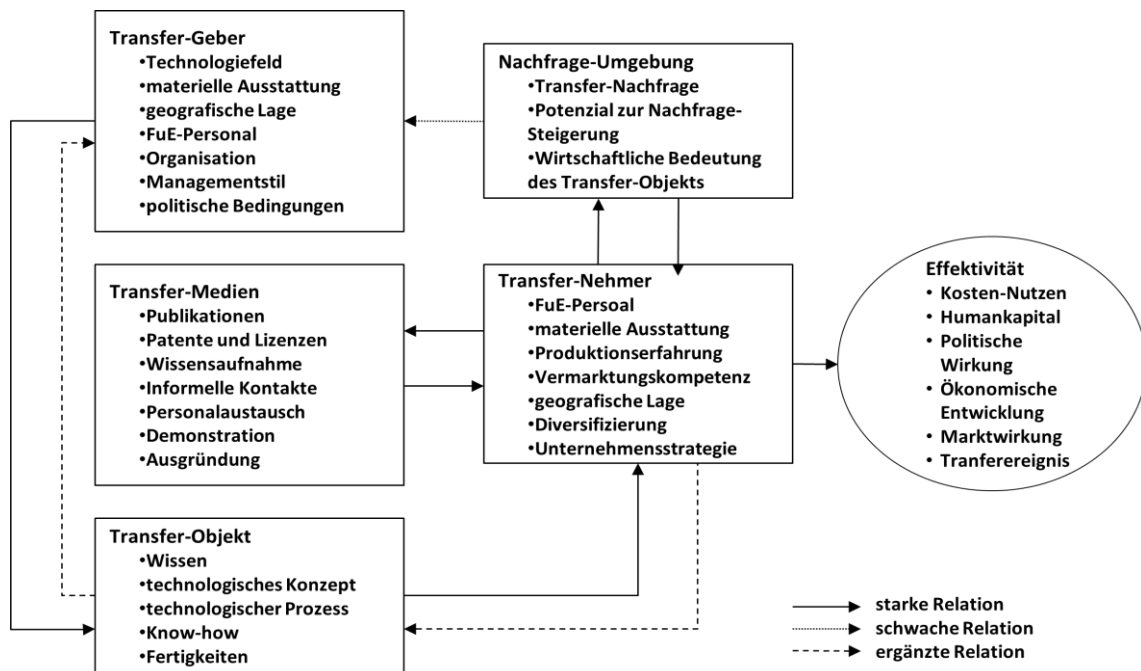 Transfer-Geber
•Technologiefeld
•materielle Ausstattung
•geografische Lage
•FuE-Personal
•Organisation
•Managementstil
•politische Bedingungen
Nachfrage-Umgebung
•Transfer-Nachfrage
•Potenzial zur Nachfrage-
Steigerung
•Wirtschaftliche Bedeutung
des Transfer-Objekts
Transfer-Medien
•Publikationen
•Patente und Lizenzen
•Wissensaufnahme
•Informelle Kontakte
•Personalaustausch
•Demonstration
•Ausgründung
Transfer-Nehmer
•FuE-Persoal
•materielle Ausstattung
•Produktionserfahrung
•Vermarktungskompetenz
•geografische Lage
•Diversifizierung
•Unternehmensstrategie
Effektivität
• Kosten-Nutzen
• Humankapital
• Politische
Wirkung
• Ökonomische
Entwicklung
• Marktwirkung
• Tranferereignis
Transfer-Objekt
•Wissen
•technologisches Konzept
•technologischer Prozess
•Know-how
•Fertigkeiten
starke Relation
schwache Relation
ergänzte Relation